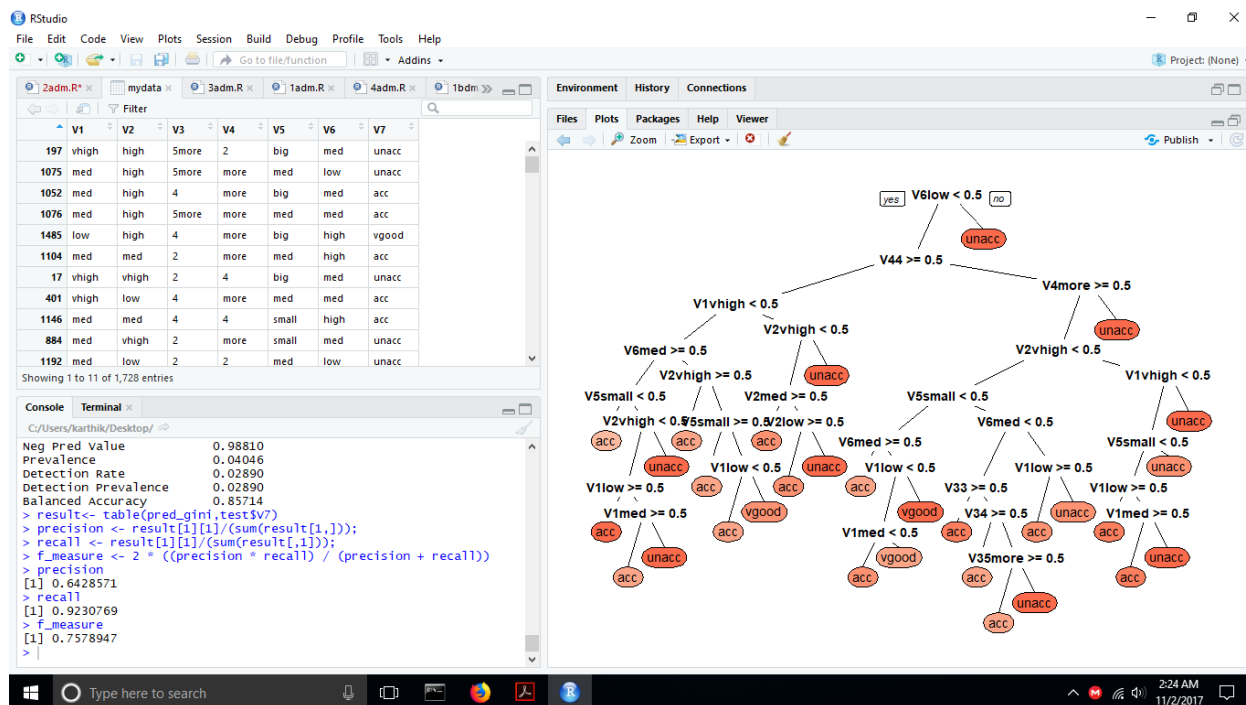 RStudio
File Edit Code View Plots Session Build Debug Profile Tools Help
Go to file/function Addins Project: (None)
2adm.R* mydata 3adm.R 1adm.R 4adm.R 1bdm
Filter
V1 V2 V3 V4 V5 V6 V7
197 vhigh high 5more 2 big med unacc
1075 med high 5more more med low unacc
1052 med high 4 more big med acc
1076 med high 5more more med med acc
1485 low high 4 more big high vgood
1104 med med 2 more med high acc
17 vhigh vhigh 2 4 big med unacc
401 vhigh low 4 more med med acc
1146 med med 4 4 small high acc
884 med vhigh 2 more small med unacc
1192 med low 2 2 med low unacc
Showing 1 to 11 of 1,728 entries
Console Terminal
C:/Users/karthik/Desktop/
Neg Pred Value 0.98810
Prevalence 0.04046
Detection Rate 0.02890
Detection Prevalence 0.02890
Balanced Accuracy 0.85714
> result<- table(pred_gini,test$v7)
> precision <- result[1][1]/(sum(result[1,]));
> recall <- result[1][1]/(sum(result[,1]));
> f_measure <- 2 * ((precision * recall) / (precision + recall))
> precision
[1] 0.6428571
> recall
[1] 0.9230769
> f_measure
[1] 0.7578947
>
Environment History Connections
Files Plots Packages Help Viewer
Zoom Export Publish
yes V6low < 0.5 no
unacc
V44 >= 0.5
V4more >= 0.5
V1vhigh < 0.5
V2vhigh < 0.5 unacc
V6med >= 0.5 V2vhigh < 0.5
V2vhigh >= 0.5 unacc V1vhigh < 0.5
V5small < 0.5 V2med >= 0.5 V5small < 0.5
V2vhigh < 0.5 V5small >= 0.5 V2low >= 0.5 V6med < 0.5 unacc
acc acc acc V6med >= 0.5 V5small < 0.5
unacc V1low < 0.5 unacc V1low < 0.5 V1low >= 0.5 unacc
V1low >= 0.5 acc acc acc V33 >= 0.5 V1low >= 0.5
vgood vgood V34 >= 0.5 unacc V1med >= 0.5
V1med >= 0.5
acc acc V1med < 0.5 acc acc acc
unacc vgood V35more >= 0.5 unacc
acc acc acc acc
unacc
acc
Type here to search
2:24 AM
11/2/2017